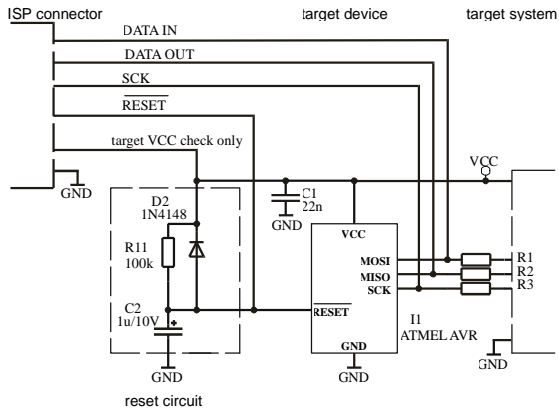 ISP connector
target device
target system
DATA IN
DATA OUT
SCK
RESET
target VCC check only
GND
VCC
D2
1N4148
C1
22n
GND
R11
100k
VCC
MOSI
MISO
SCK
R1
R2
R3
C2
1u/10V
+
RESET
I1
ATMEL AVR
GND
GND
GND
GND
reset circuit